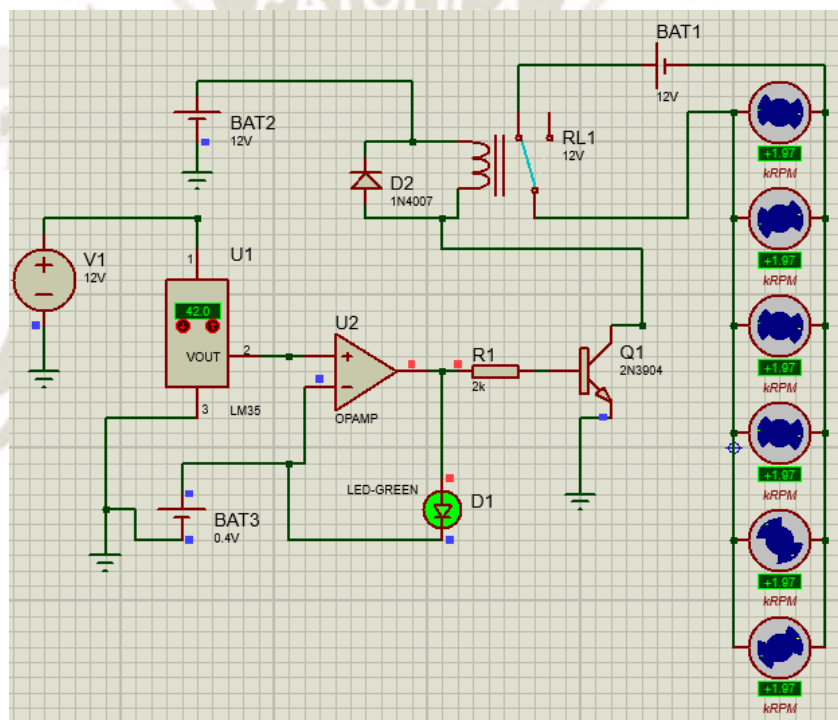 BAT1
12V
BAT2
12V
RL1
12V
D2
1N4007
+1.97
kRPM
V1
12V
U1
1
42.0
VOUT
2
3
LM35
+1.97
kRPM
U2
+
−
OPAMP
R1
2k
Q1
2N3904
+1.97
kRPM
LED-GREEN
D1
BAT3
0.4V
+1.97
kRPM
+1.97
kRPM
+1.97
kRPM